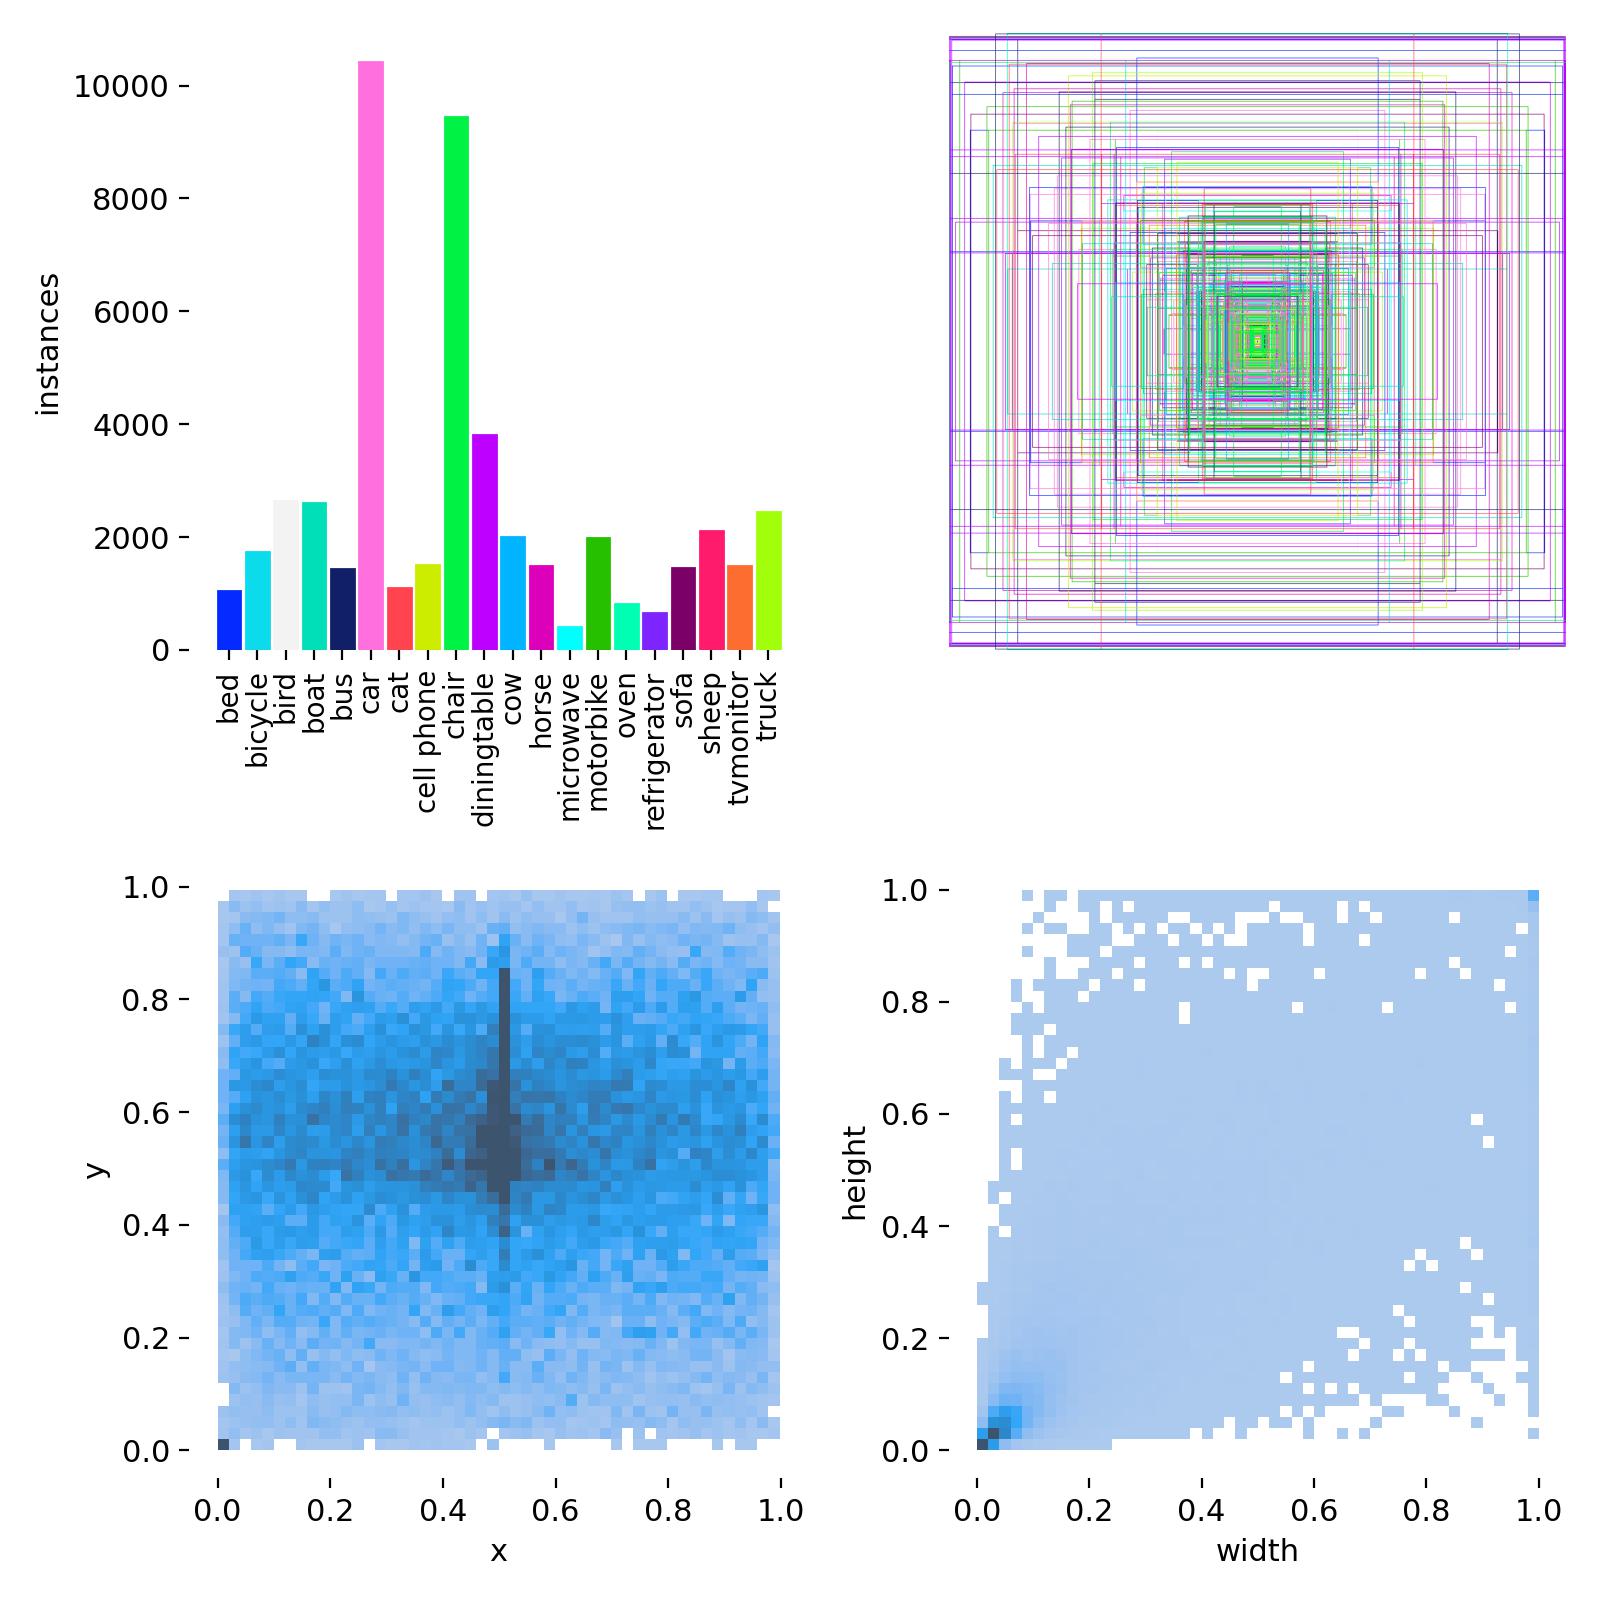 10000
8000
6000
4000
2000
0
instances
bed
bicycle
bird
boat
bus
car
cat
cell phone
chair
diningtable
cow
horse
microwave
motorbike
oven
refrigerator
sofa
sheep
tvmonitor
truck
1.0
0.8
0.6
0.4
0.2
0.0
y
0.0 0.2 0.4 0.6 0.8 1.0
x
1.0
0.8
0.6
0.4
0.2
0.0
height
0.0 0.2 0.4 0.6 0.8 1.0
width